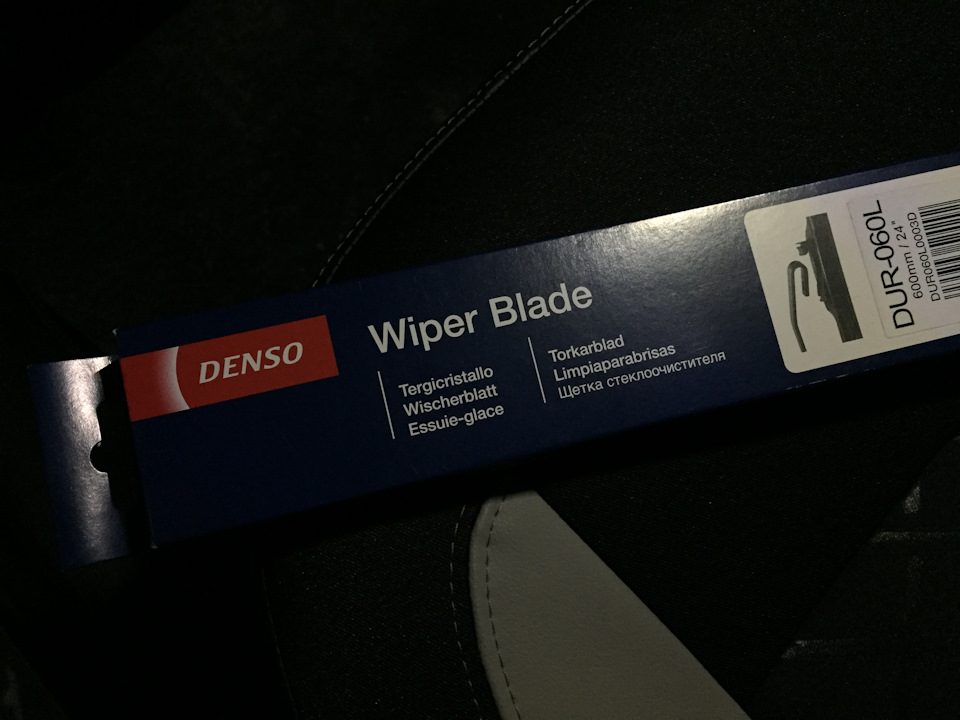 DENSO
Wiper Blade
Tergicristallo
Wischerblatt
Essuie-glace
Torkarblad
Limpiaparabrisas
Щетка стеклоочистителя
DUR-060L
600mm / 24"
DUR060L0003D